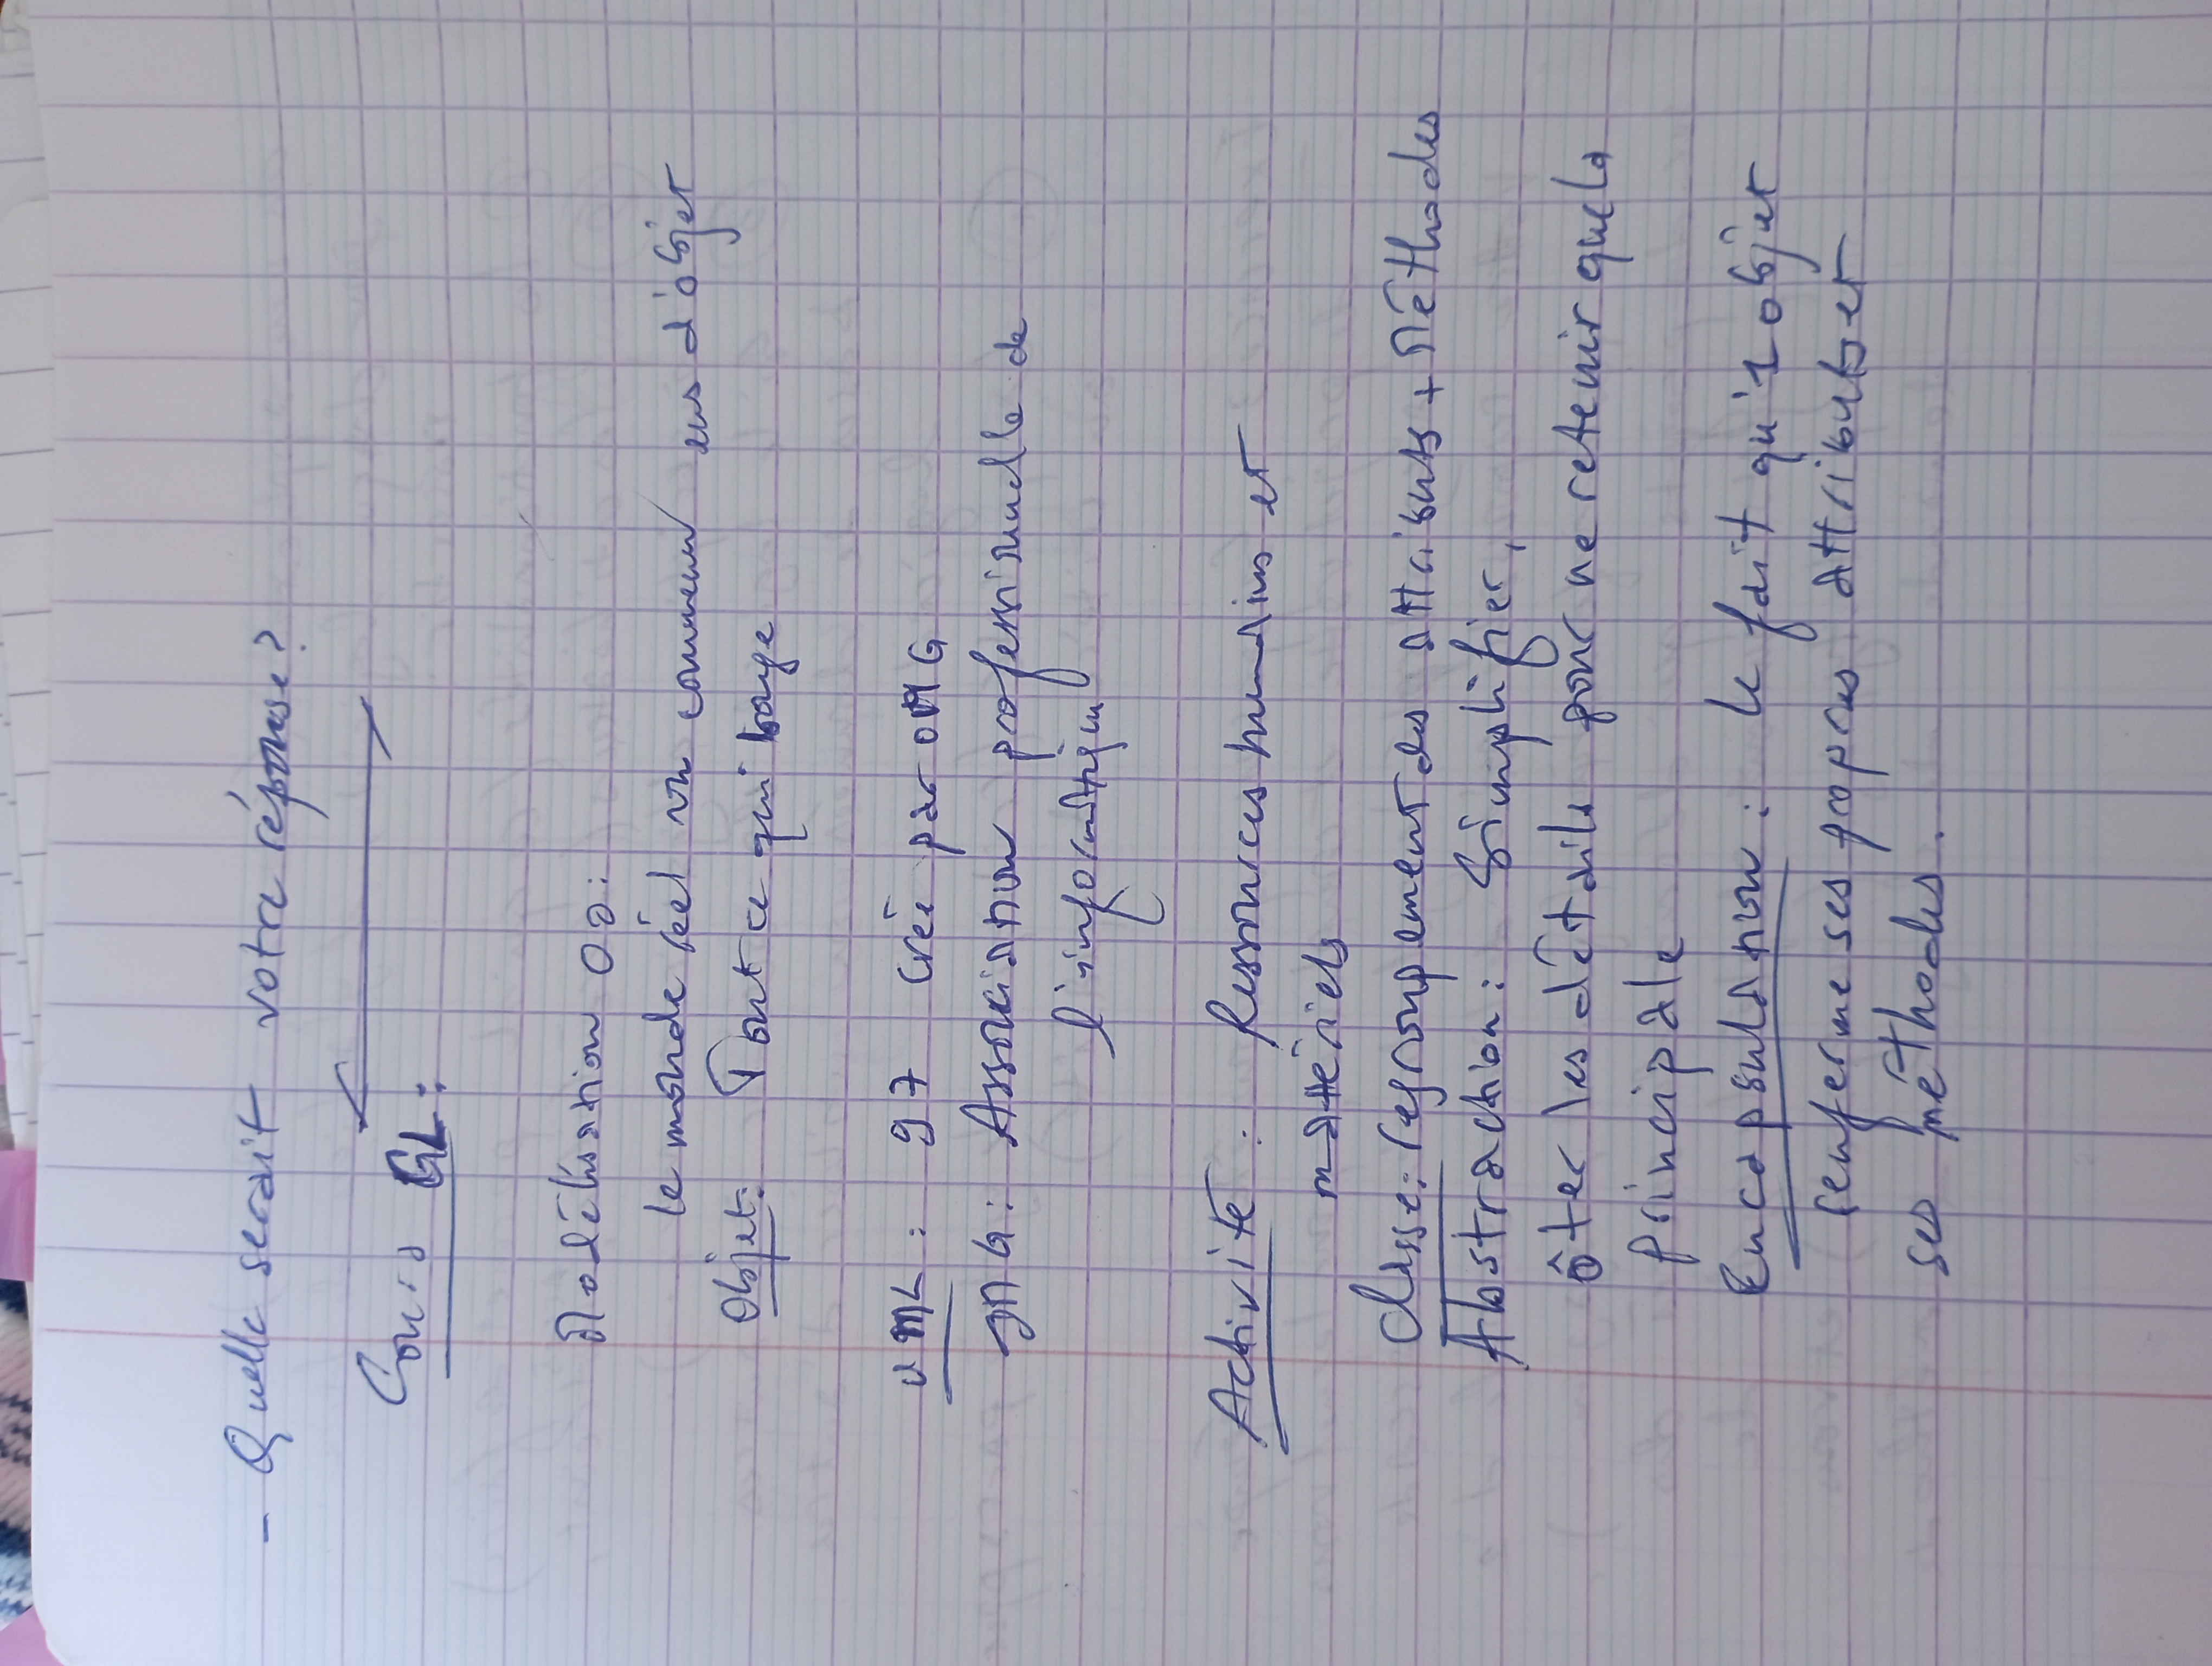 - Quelle serait votre réponse?
Cours GL:
Modélisation OO:
le monde réel vu comme un ens d'objet
Objet: Tout ce qui bouge
UML: 97 créé par OMG
OMG: Association professionnelle de
l'informatique
Activité: Ressources humains et
matériels
Classe: regroupement des attributs + Méthodes
Abstraction: Simplifier,
ôter les détails pour ne retenir que la
principale
Encapsulation: le fait qu'1 objet
renferme ses propres attributs et
ses méthodes.